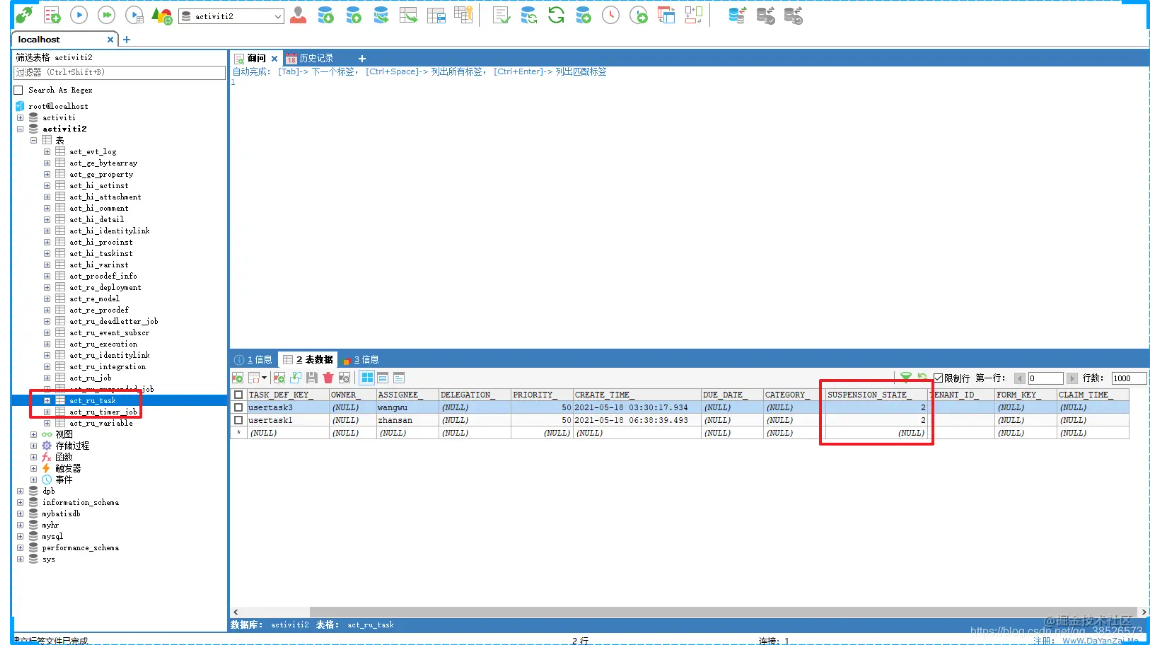 activiti2
localhost
筛选表格 activiti2
过滤器 (Ctrl+Shift+B)
Search As Regex
root@localhost
activiti
activiti2
表
act_evt_log
act_ge_bytearray
act_ge_property
act_hi_actinst
act_hi_attachment
act_hi_comment
act_hi_detail
act_hi_identitylink
act_hi_procinst
act_hi_taskinst
act_hi_varinst
act_procdef_info
act_re_deployment
act_re_model
act_re_procdef
act_ru_deadletter_job
act_ru_event_subscr
act_ru_execution
act_ru_identitylink
act_ru_integration
act_ru_job
act_ru_suspended_job
act_ru_task
act_ru_timer_job
act_ru_variable
视图
存储过程
函数
触发器
事件
dpb
information_schema
mybatisdb
myhr
mysql
performance_schema
sys
询问 历史记录
自动完成: [Tab]-> 下一个标签, [Ctrl+Space]-> 列出所有标签, [Ctrl+Enter]-> 列出匹配标签
1
1 信息 2 表数据 3 信息
限制行 第一行: 0 行数: 1000
TASK_DEF_KEY_ OWNER_ ASSIGNEE_ DELEGATION_ PRIORITY_ CREATE_TIME_ DUE_DATE_ CATEGORY_ SUSPENSION_STATE_ TENANT_ID_ FORM_KEY_ CLAIM_TIME_
usertask3 (NULL) wangwu (NULL) 50 2021-05-18 03:30:17.934 (NULL) (NULL) 2 (NULL) (NULL)
usertask1 (NULL) zhansan (NULL) 50 2021-05-18 06:38:39.493 (NULL) (NULL) 2 (NULL) (NULL)
* (NULL) (NULL) (NULL) (NULL) (NULL) (NULL) (NULL) (NULL) (NULL) (NULL) (NULL)
数据库: activiti2 表格: act_ru_task
@掘金技术社区
https://blog.csdn.net/qq_38526573
标签文件已完成
2 行
连接: 1
注册: WwW.DaYanZai.Me